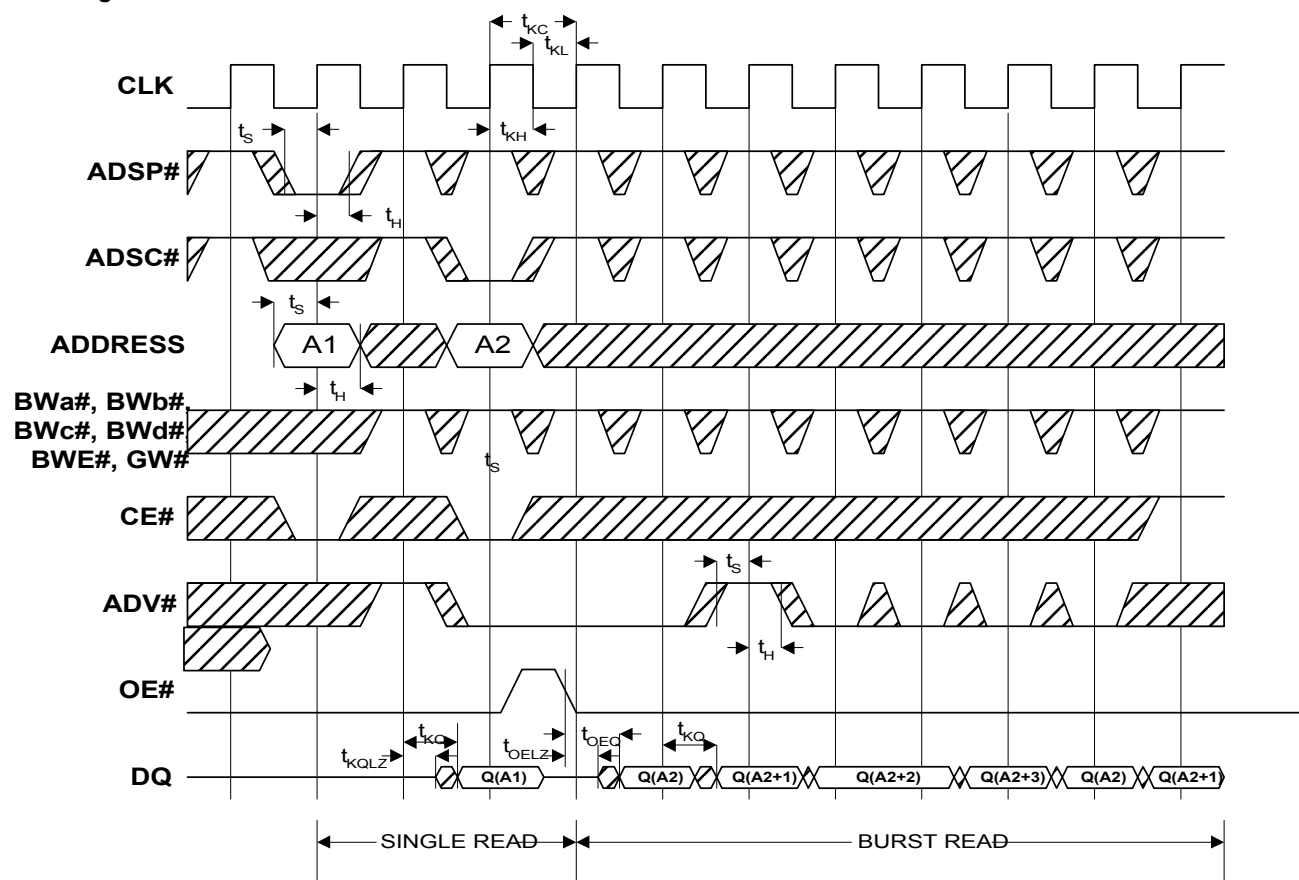 tKC
tKL
CLK
tS
tKH
ADSP#
tH
ADSC#
tS
ADDRESS
A1
A2
tH
BWa#, BWb#,
BWc#, BWd#,
BWE#, GW#
tS
CE#
tS
ADV#
tH
OE#
tKQ
tKQLZ
tOELZ
tOEQ
tKQ
DQ
Q(A1)
Q(A2)
Q(A2+1)
Q(A2+2)
Q(A2+3)
Q(A2)
Q(A2+1)
SINGLE READ
BURST READ